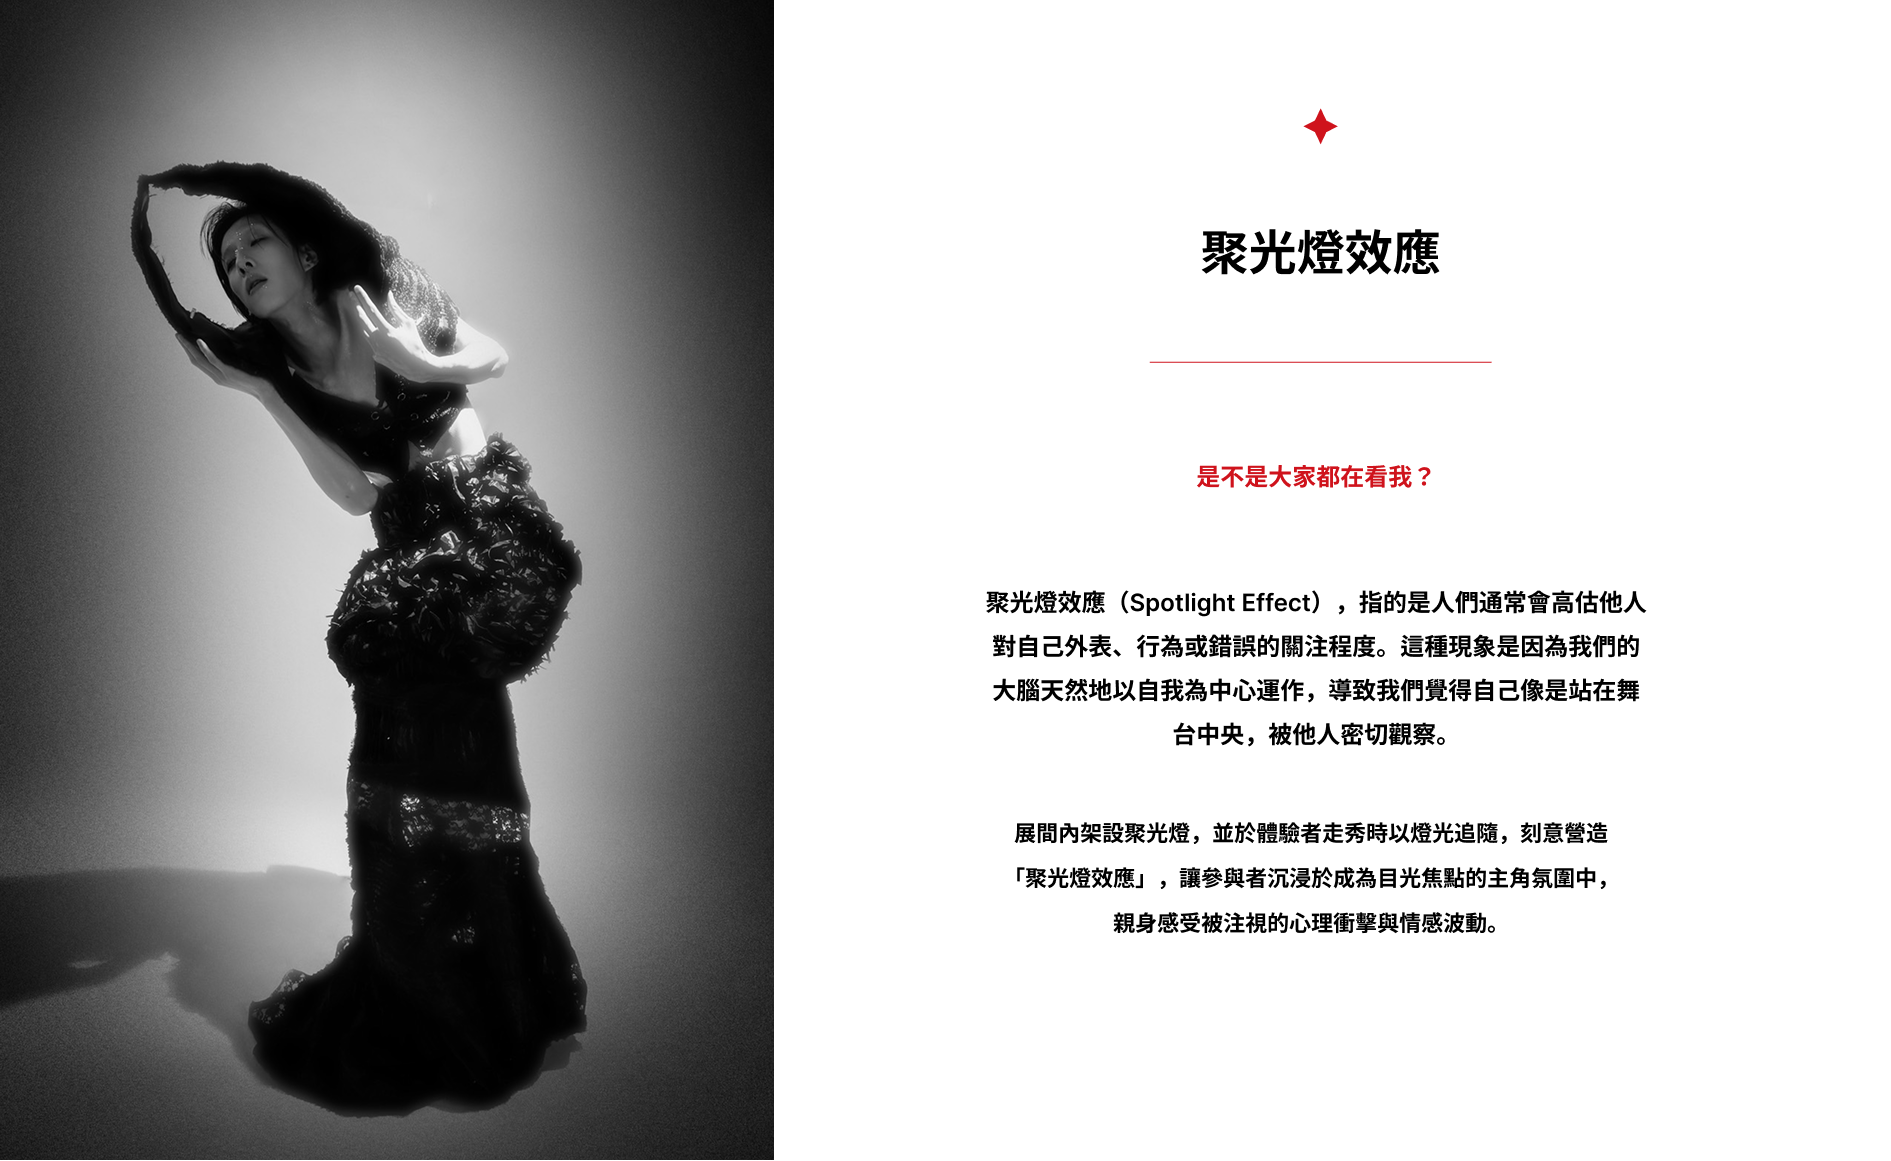 聚光燈效應
是不是大家都在看我？
聚光燈效應（Spotlight Effect），指的是人們通常會高估他人
對自己外表、行為或錯誤的關注程度。這種現象是因為我們的
大腦天然地以自我為中心運作，導致我們覺得自己像是站在舞
台中央，被他人密切觀察。
展間內架設聚光燈，並於體驗者走秀時以燈光追隨，刻意營造
「聚光燈效應」，讓參與者沉浸於成為目光焦點的主角氛圍中，
親身感受被注視的心理衝擊與情感波動。